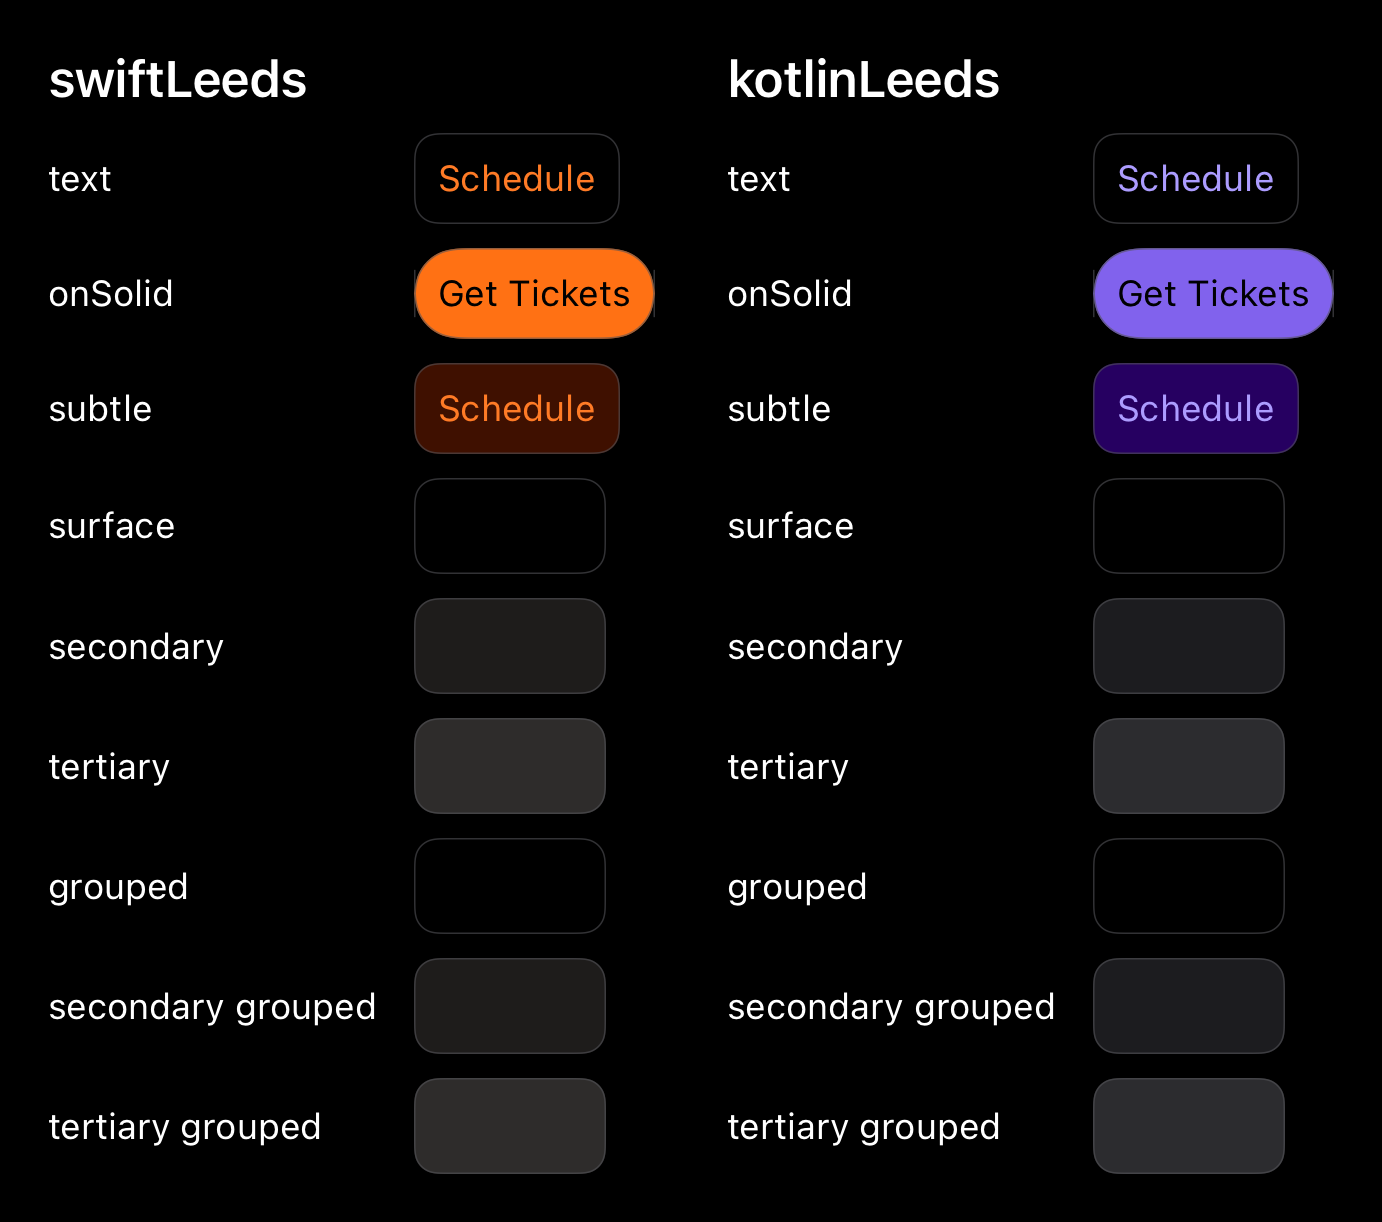 swiftLeeds
text Schedule
onSolid Get Tickets
subtle Schedule
surface
secondary
tertiary
grouped
secondary grouped
tertiary grouped
kotlinLeeds
text Schedule
onSolid Get Tickets
subtle Schedule
surface
secondary
tertiary
grouped
secondary grouped
tertiary grouped